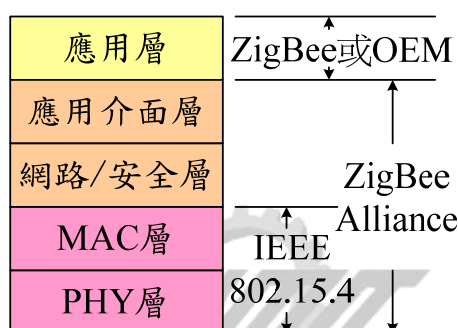 應用層
ZigBee或OEM
應用介面層
網路/安全層
ZigBee
Alliance
MAC層
IEEE
802.15.4
PHY層